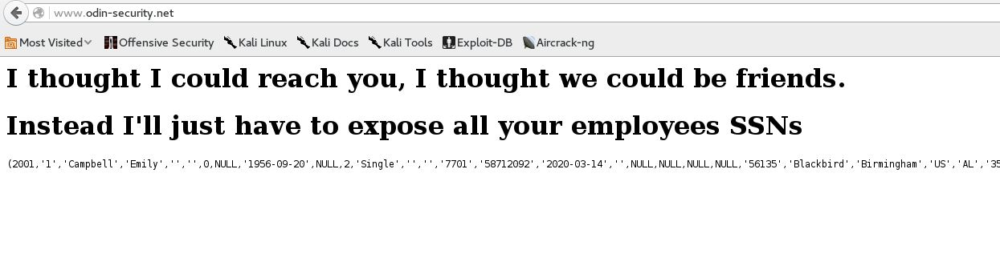 www.odin-security.net
Most Visited Offensive Security Kali Linux Kali Docs Kali Tools Exploit-DB Aircrack-ng
I thought I could reach you, I thought we could be friends.
Instead I'll just have to expose all your employees SSNs
(2001,'1','Campbell','Emily','','',0,NULL,'1956-09-20',NULL,2,'Single','','','7701','58712092','2020-03-14','',NULL,NULL,NULL,NULL,'56135','Blackbird','Birmingham','US','AL','35